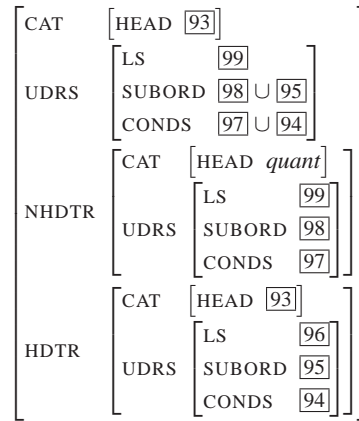 CAT [HEAD 93]
LS 99
UDRS SUBORD 98 ∪ 95
CONDS 97 ∪ 94
CAT [HEAD quant]
LS 99
NHDTR UDRS SUBORD 98
CONDS 97
CAT [HEAD 93]
LS 96
HDTR UDRS SUBORD 95
CONDS 94